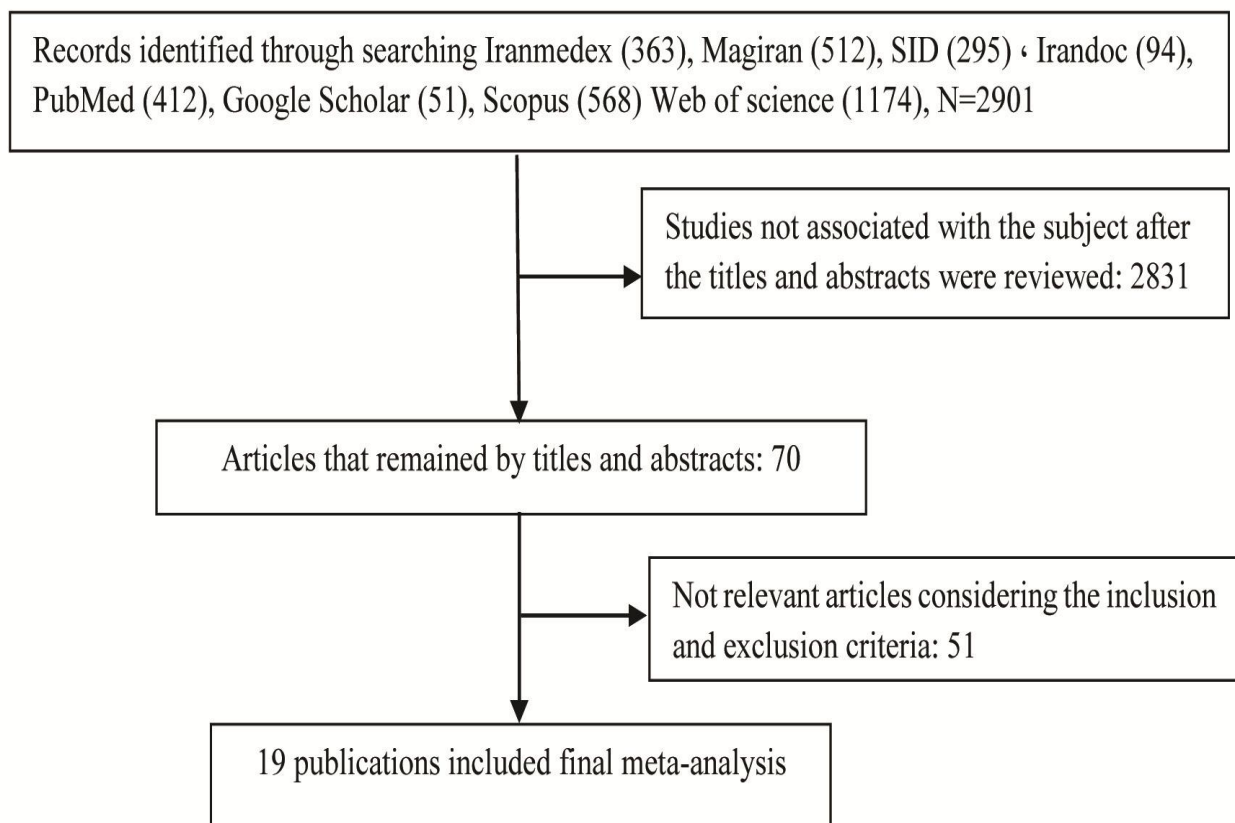 Records identified through searching Iranmedex (363), Magiran (512), SID (295) ، Irandoc (94),
PubMed (412), Google Scholar (51), Scopus (568) Web of science (1174), N=2901
Studies not associated with the subject after
the titles and abstracts were reviewed: 2831
Articles that remained by titles and abstracts: 70
Not relevant articles considering the inclusion
and exclusion criteria: 51
19 publications included final meta-analysis